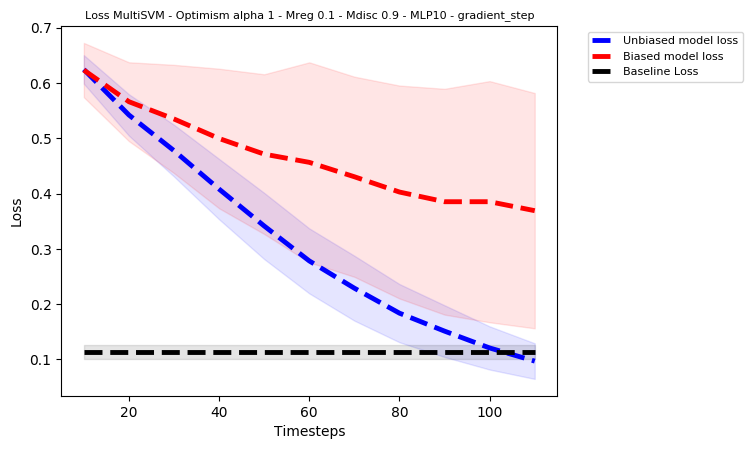 Loss MultiSVM - Optimism alpha 1 - Mreg 0.1 - Mdisc 0.9 - MLP10 - gradient_step
Unbiased model loss
Biased model loss
Baseline Loss
Loss
0.7
0.6
0.5
0.4
0.3
0.2
0.1
20 40 60 80 100
Timesteps